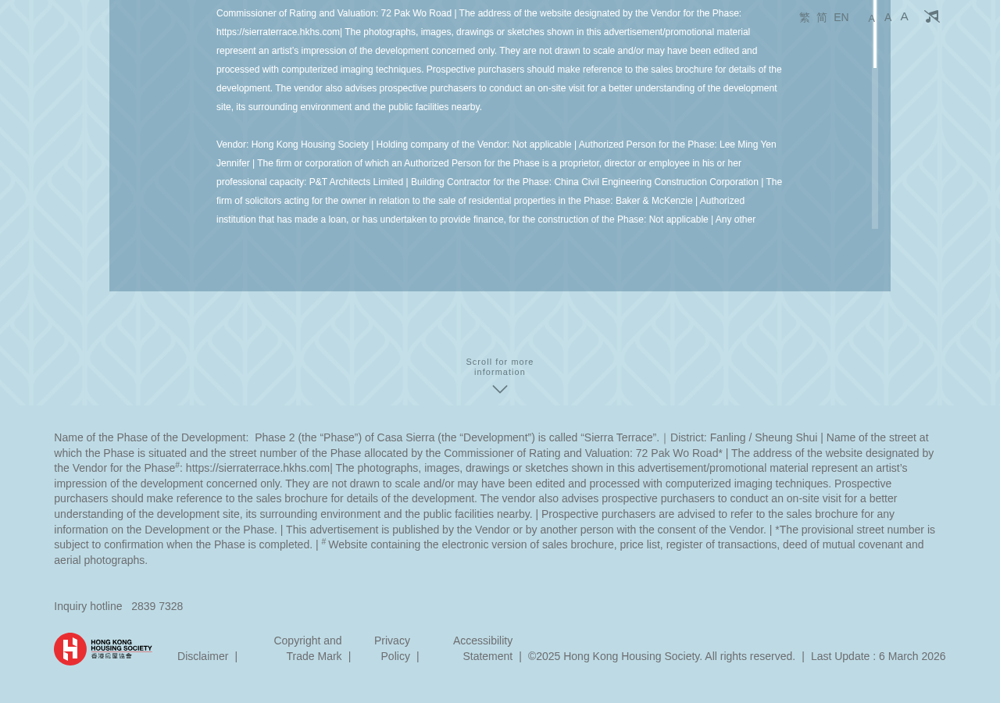 Commissioner of Rating and Valuation: 72 Pak Wo Road | The address of the website designated by the Vendor for the Phase:
繁 简 EN A A A
https://sierraterrace.hkhs.com| The photographs, images, drawings or sketches shown in this advertisement/promotional material
represent an artist's impression of the development concerned only. They are not drawn to scale and/or may have been edited and
processed with computerized imaging techniques. Prospective purchasers should make reference to the sales brochure for details of the
development. The vendor also advises prospective purchasers to conduct an on-site visit for a better understanding of the development
site, its surrounding environment and the public facilities nearby.
Vendor: Hong Kong Housing Society | Holding company of the Vendor: Not applicable | Authorized Person for the Phase: Lee Ming Yen
Jennifer | The firm or corporation of which an Authorized Person for the Phase is a proprietor, director or employee in his or her
professional capacity: P&T Architects Limited | Building Contractor for the Phase: China Civil Engineering Construction Corporation | The
firm of solicitors acting for the owner in relation to the sale of residential properties in the Phase: Baker & McKenzie | Authorized
institution that has made a loan, or has undertaken to provide finance, for the construction of the Phase: Not applicable | Any other
Scroll for more
information
Name of the Phase of the Development:  Phase 2 (the “Phase”) of Casa Sierra (the “Development”) is called “Sierra Terrace”.｜District: Fanling / Sheung Shui | Name of the street at
which the Phase is situated and the street number of the Phase allocated by the Commissioner of Rating and Valuation: 72 Pak Wo Road* | The address of the website designated by
the Vendor for the Phase#: https://sierraterrace.hkhs.com| The photographs, images, drawings or sketches shown in this advertisement/promotional material represent an artist’s
impression of the development concerned only. They are not drawn to scale and/or may have been edited and processed with computerized imaging techniques. Prospective
purchasers should make reference to the sales brochure for details of the development. The vendor also advises prospective purchasers to conduct an on-site visit for a better
understanding of the development site, its surrounding environment and the public facilities nearby. | Prospective purchasers are advised to refer to the sales brochure for any
information on the Development or the Phase. | This advertisement is published by the Vendor or by another person with the consent of the Vendor. | *The provisional street number is
subject to confirmation when the Phase is completed. | # Website containing the electronic version of sales brochure, price list, register of transactions, deed of mutual covenant and
aerial photographs.
Inquiry hotline   2839 7328
HONG KONG
HOUSING SOCIETY
香港房屋協會
Disclaimer |
Copyright and
Trade Mark |
Privacy
Policy |
Accessibility
Statement | ©2025 Hong Kong Housing Society. All rights reserved. | Last Update : 6 March 2026